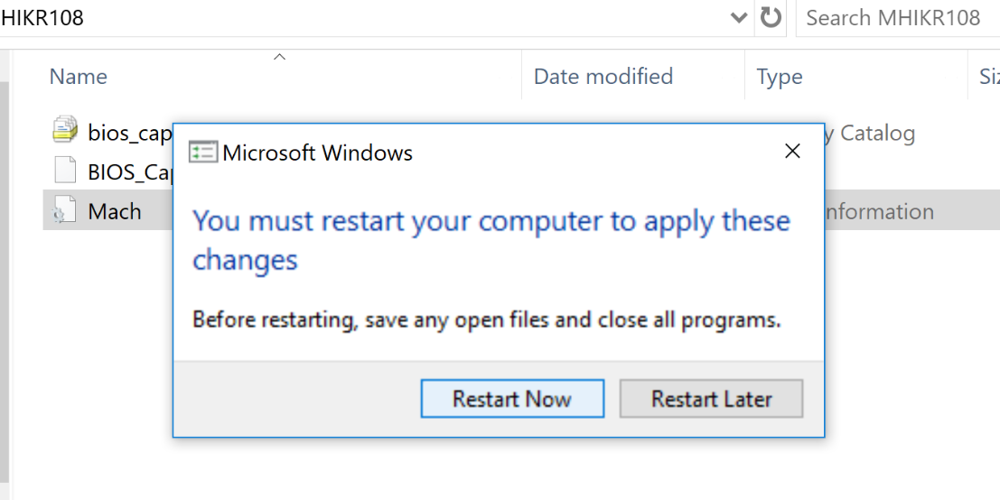 HIKR108
Search MHIKR108
Name
Date modified
Type
Siz
bios_cap
y Catalog
BIOS_Cap
Mach
nformation
Microsoft Windows
You must restart your computer to apply these
changes
Before restarting, save any open files and close all programs.
Restart Now
Restart Later